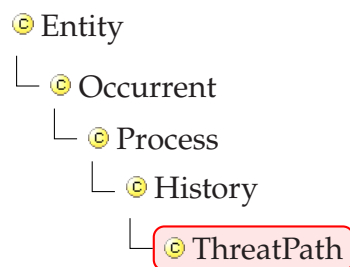 © Entity
© Occurrent
© Process
© History
© ThreatPath